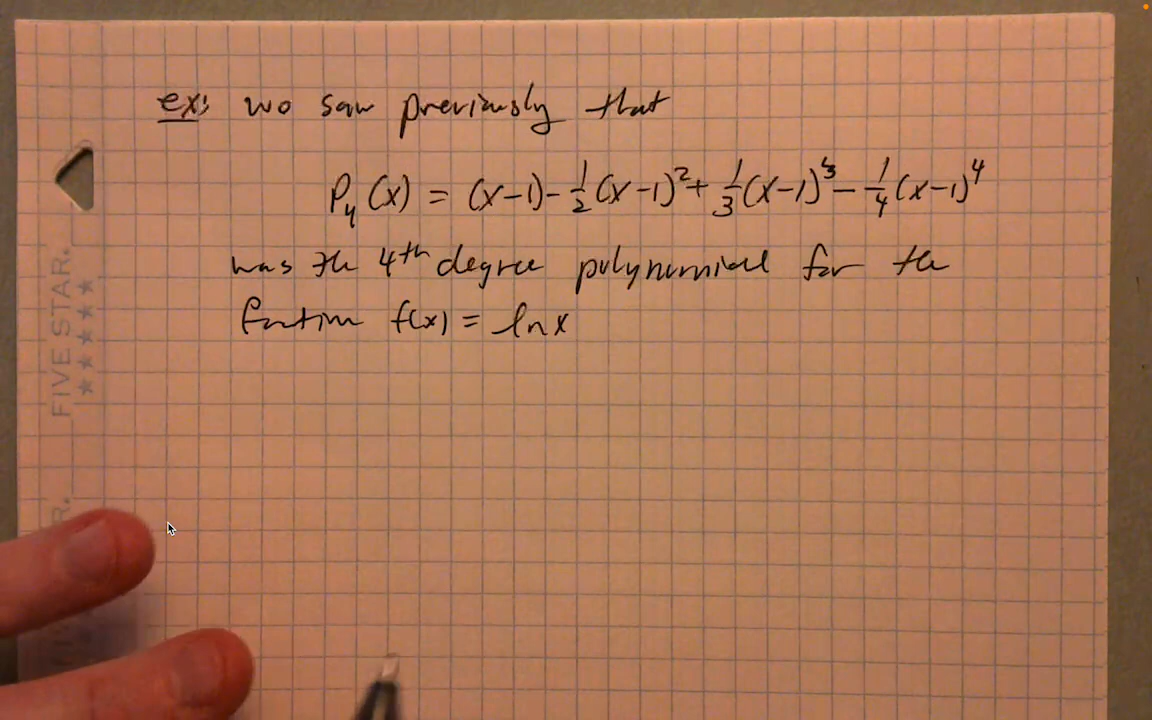 ex: we saw previously that
P₄(x) = (x-1) - 1/2 (x-1)² + 1/3 (x-1)³ - 1/4 (x-1)⁴
was the 4th degree polynomial for the
function f(x) = ln x
FIVE STAR.